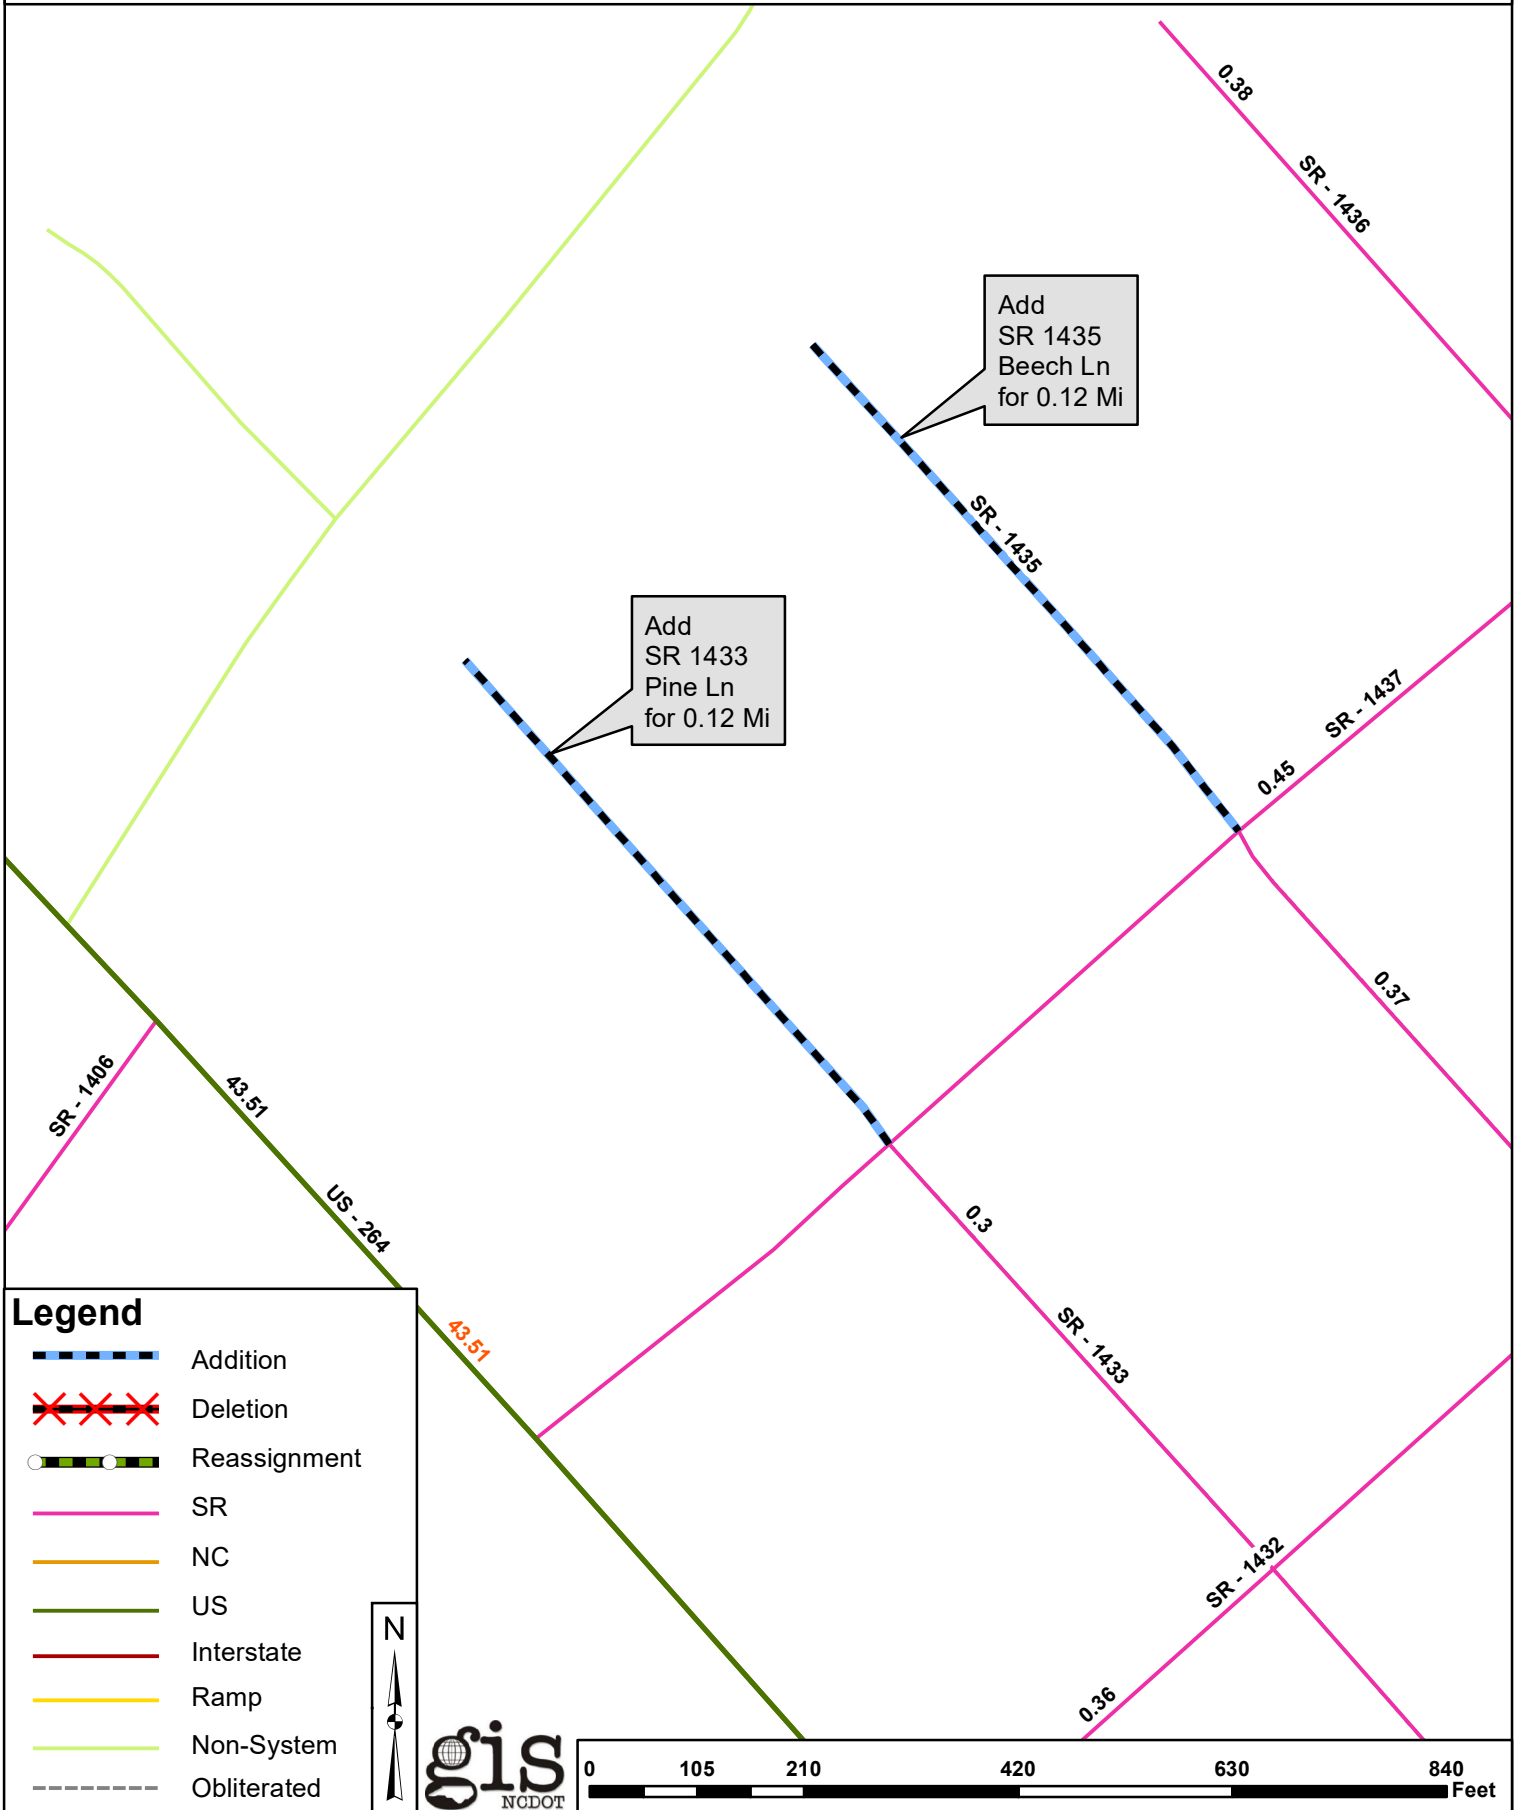 0.38
SR - 1436
Add
SR 1435
Beech Ln
for 0.12 Mi
SR - 1435
Add
SR 1433
Pine Ln
for 0.12 Mi
SR - 1437
0.45
0.37
SR - 1406
43.51
US - 264
0.3
43.51
SR - 1433
SR - 1432
0.36
Legend
Addition
Deletion
Reassignment
SR
NC
US
Interstate
Ramp
Non-System
Obliterated
N
gis
NCDOT
0 105 210 420 630 840
Feet